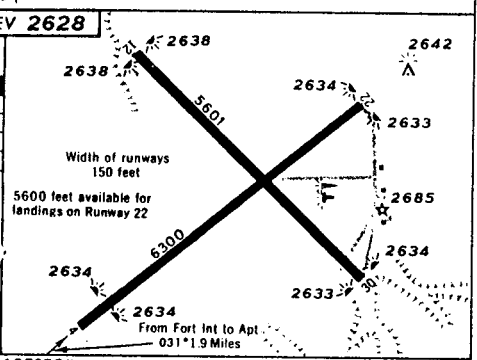 EV 2628
12
2638
2638
2642
2634
22
2633
5601
Width of runways
150 feet
5600 feet available for
landings on Runway 22
2685
6300
2634
2634
4
2634
2633
30
From Fort Int to Apt
031° 1.9 Miles